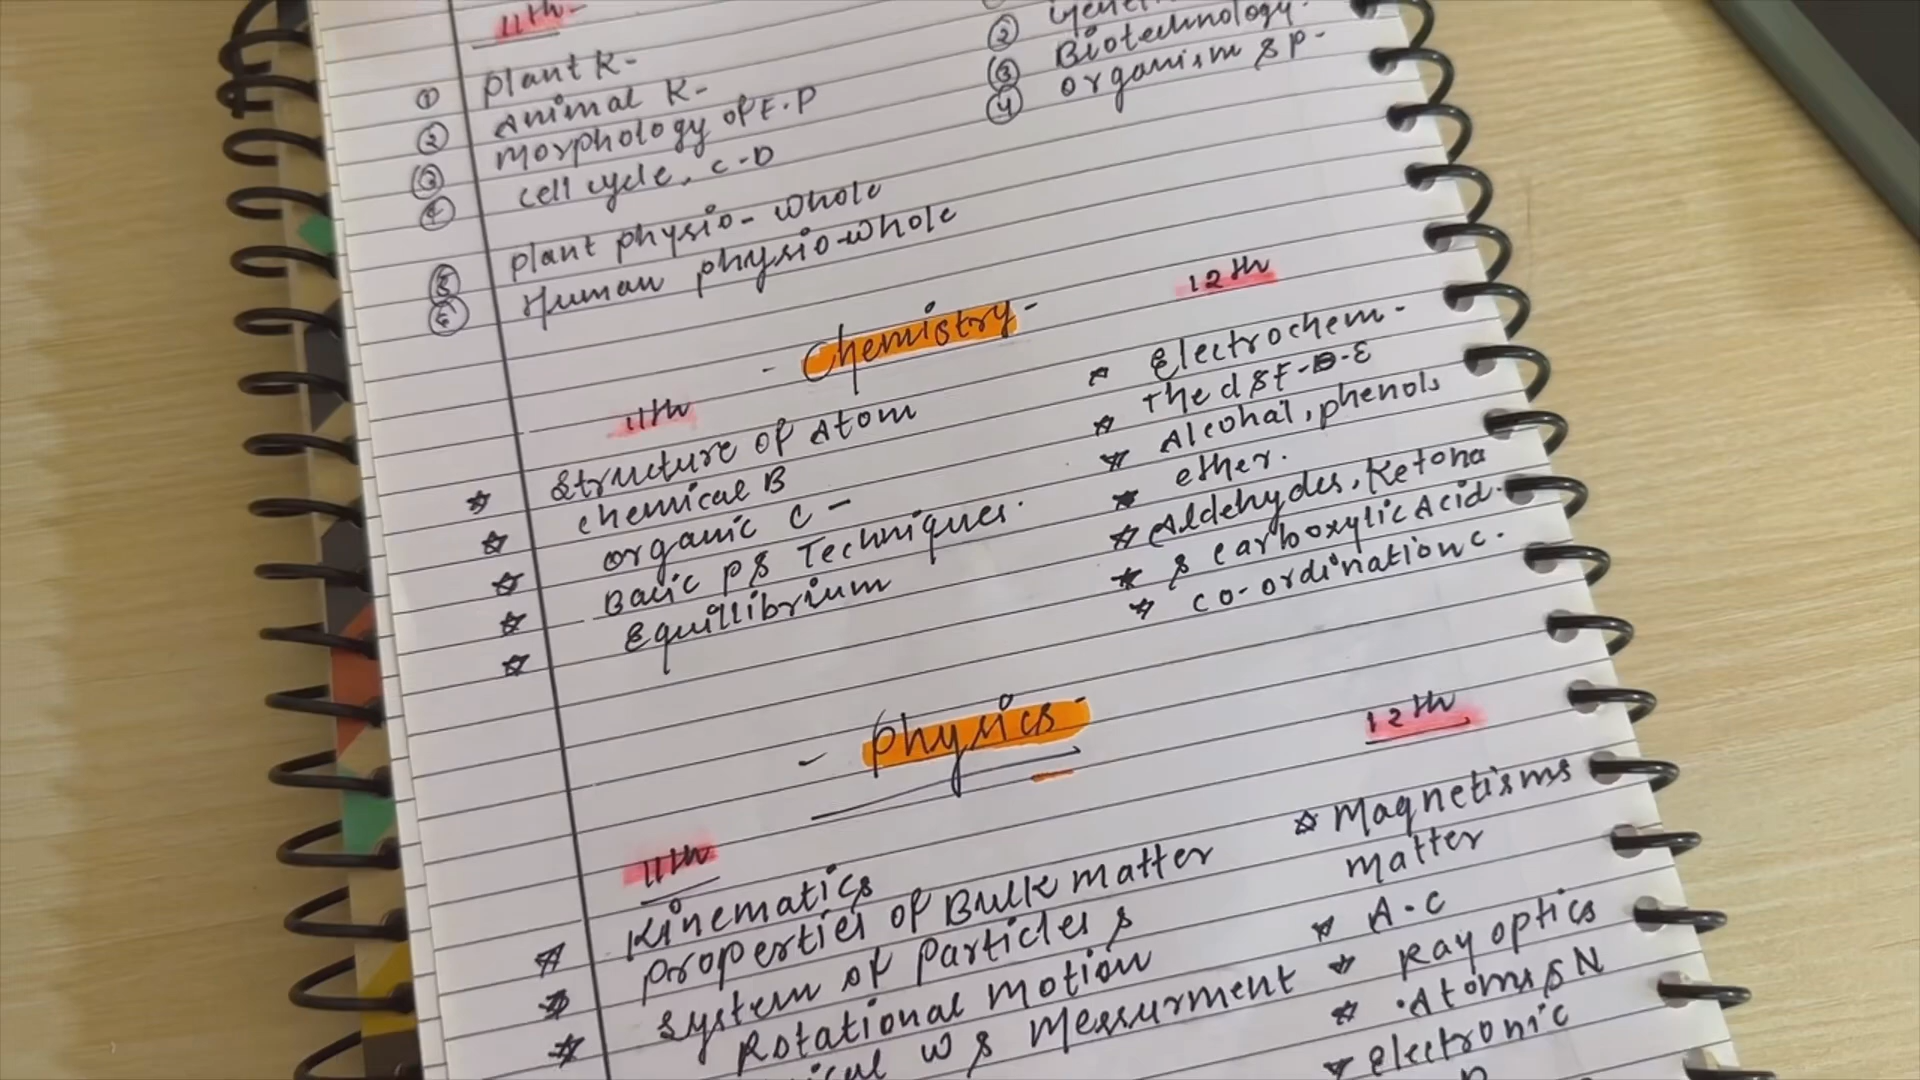 11th-
① Plant K-
② Animal K-
③ Morphology of F.P
④ cell cycle, C-D
⑤ plant physio- whole
⑥ Human physio-whole
②
③ Biotechnology.
④ organism & P-
- Chemistry-
11th
☆ Structure of Atom
☆ chemical B
☆ organic C -
☆ Basic P & Techniques.
☆ Equillibrium
12th
☆ Electrochem-
☆ The d & F-B-E
☆ Alcohal, phenols
☆ ether.
☆ Aldehydes, Ketona
☆ & carboxylic Acid.
☆ co-ordination c.
- Physics-
11th
☆ Kinematics
☆ properties of Bulk matter
☆ System of Particles &
Rotational motion
W & Messurment
12th
☆ Magnetisms
matter
☆ A.C
☆ Ray optics
☆ Atoms & N
☆ Electronic